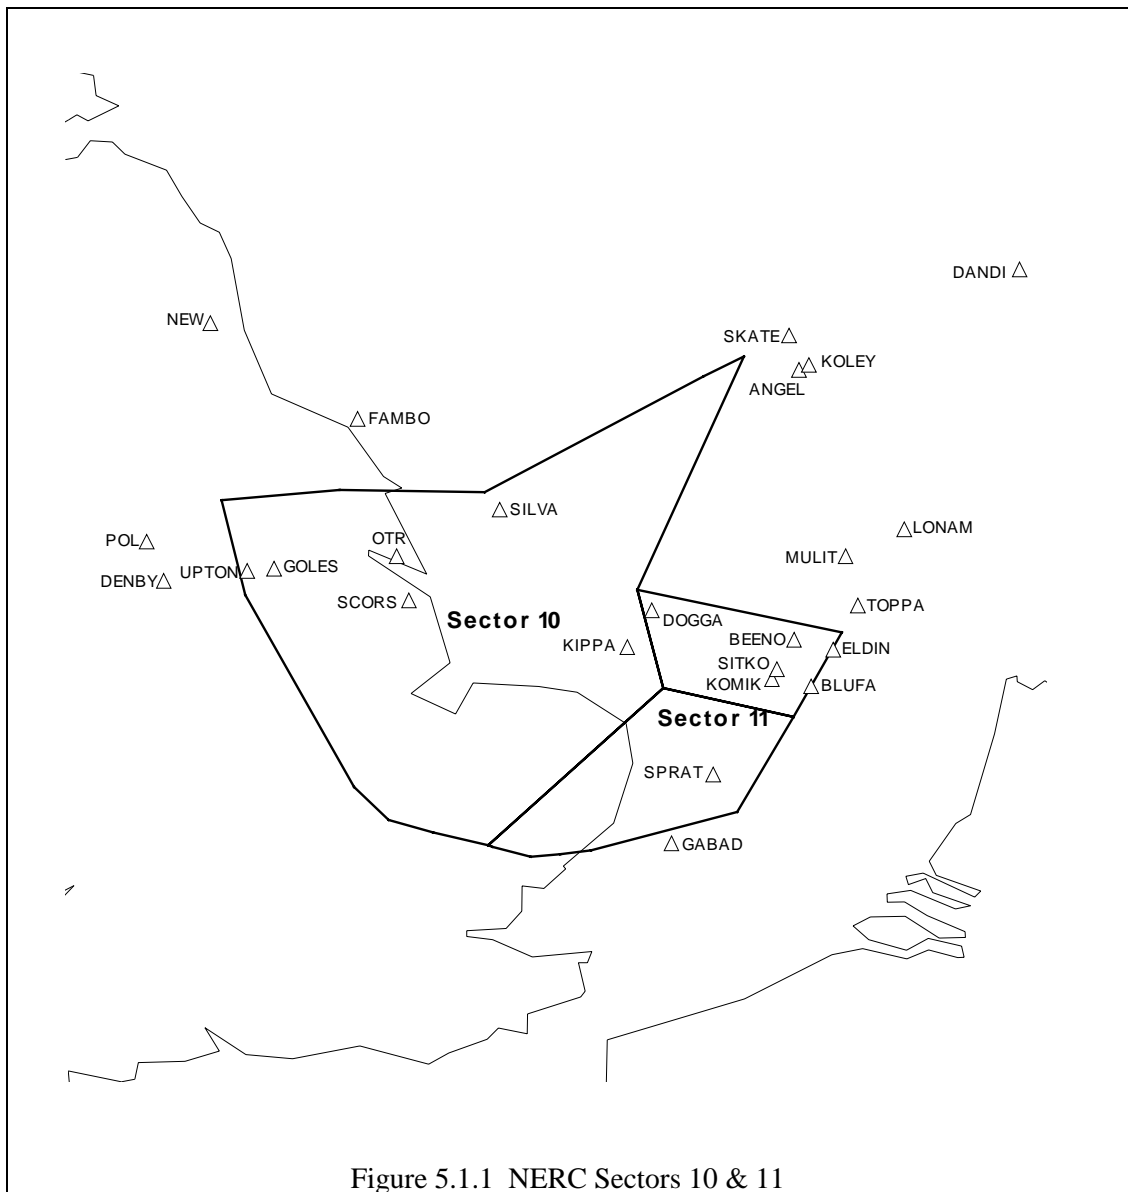 DANDI
NEW
SKATE
KOLEY
ANGEL
FAMBO
SILVA
LONAM
POL
OTR
MULIT
UPTON
GOLES
DENBY
SCORS
TOPPA
Sector 10
DOGGA
KIPPA
BEENO
ELDIN
SITKO
KOMIK
BLUFA
Sector 11
SPRAT
GABAD
Figure 5.1.1 NERC Sectors 10 & 11